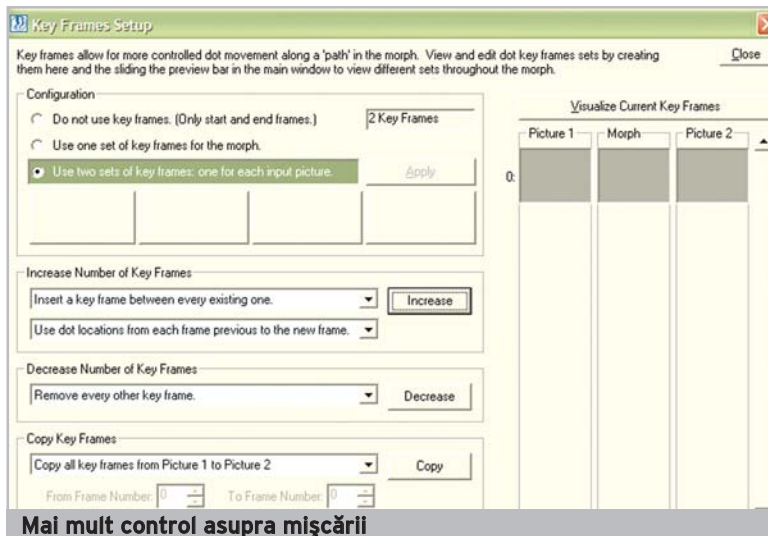 Key Frames Setup
Key frames allow for more controlled dot movement along a 'path' in the morph. View and edit dot key frames sets by creating
them here and the sliding the preview bar in the main window to view different sets throughout the morph.
Close
Configuration
Do not use key frames. (Only start and end frames.)
2 Key Frames
Use one set of key frames for the morph.
Use two sets of key frames: one for each input picture.
Apply
Increase Number of Key Frames
Insert a key frame between every existing one.
Increase
Use dot locations from each frame previous to the new frame.
Decrease Number of Key Frames
Remove every other key frame.
Decrease
Copy Key Frames
Copy all key frames from Picture 1 to Picture 2
Copy
From Frame Number: 0 To Frame Number: 0
Visualize Current Key Frames
Picture 1 Morph Picture 2
0:
Mai mult control asupra mişcării